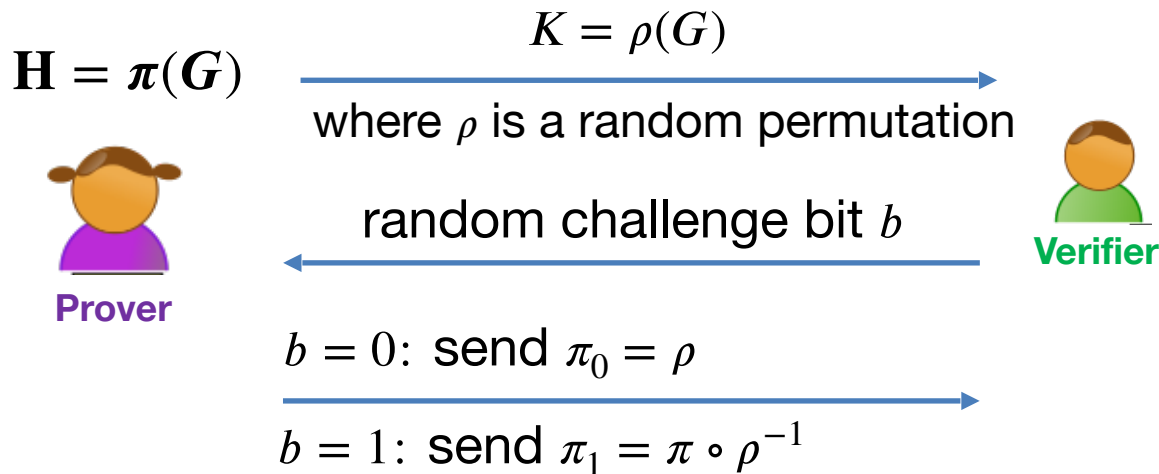 K = ρ(G)
H = π(G)
where ρ is a random permutation
random challenge bit b
Verifier
Prover
b = 0: send π₀ = ρ
b = 1: send π₁ = π ∘ ρ⁻¹